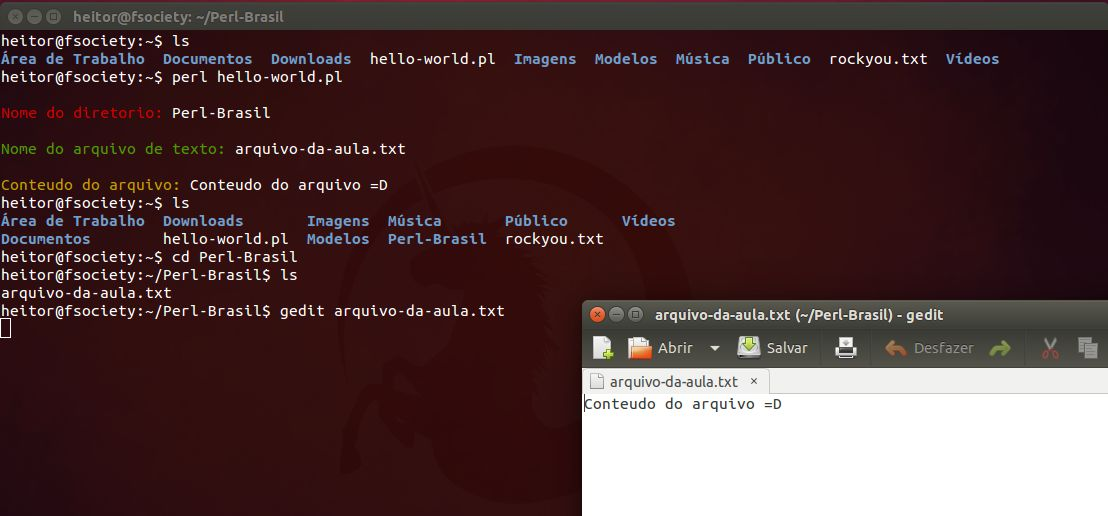 heitor@fsociety: ~/Perl-Brasil
heitor@fsociety:~$ ls
Área de Trabalho  Documentos  Downloads  hello-world.pl  Imagens  Modelos  Música  Público  rockyou.txt  Vídeos
heitor@fsociety:~$ perl hello-world.pl
Nome do diretorio: Perl-Brasil
Nome do arquivo de texto: arquivo-da-aula.txt
Conteudo do arquivo: Conteudo do arquivo =D
heitor@fsociety:~$ ls
Área de Trabalho  Downloads       Imagens  Música       Público      Vídeos
Documentos        hello-world.pl  Modelos  Perl-Brasil  rockyou.txt
heitor@fsociety:~$ cd Perl-Brasil
heitor@fsociety:~/Perl-Brasil$ ls
arquivo-da-aula.txt
heitor@fsociety:~/Perl-Brasil$ gedit arquivo-da-aula.txt
arquivo-da-aula.txt (~/Perl-Brasil) - gedit
Abrir Salvar Desfazer
arquivo-da-aula.txt ×
Conteudo do arquivo =D